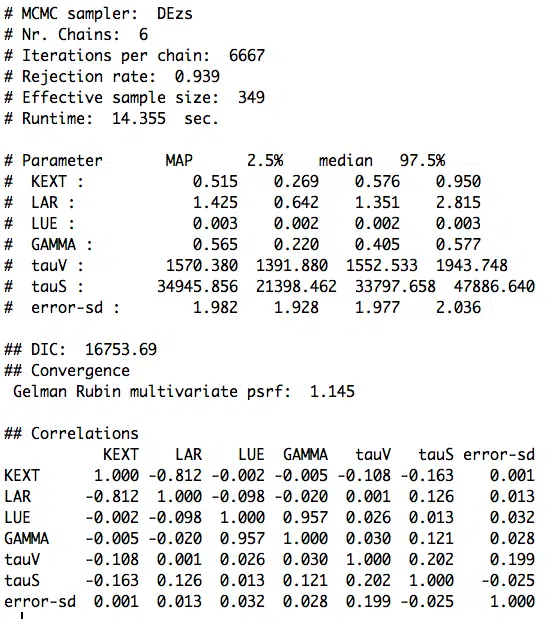 # MCMC sampler:  DEzs
# Nr. Chains:  6
# Iterations per chain:  6667
# Rejection rate:  0.939
# Effective sample size:  349
# Runtime:  14.355  sec.

# Parameter       MAP      2.5%    median   97.5%
#  KEXT :            0.515     0.269     0.576     0.950
#  LAR :             1.425     0.642     1.351     2.815
#  LUE :             0.003     0.002     0.002     0.003
#  GAMMA :           0.565     0.220     0.405     0.577
#  tauV :         1570.380  1391.880  1552.533  1943.748
#  tauS :        34945.856 21398.462 33797.658 47886.640
#  error-sd :        1.982     1.928     1.977     2.036

## DIC:  16753.69
## Convergence
 Gelman Rubin multivariate psrf:  1.145

## Correlations
           KEXT    LAR    LUE  GAMMA   tauV   tauS error-sd
KEXT      1.000 -0.812 -0.002 -0.005 -0.108 -0.163    0.001
LAR      -0.812  1.000 -0.098 -0.020  0.001  0.126    0.013
LUE      -0.002 -0.098  1.000  0.957  0.026  0.013    0.032
GAMMA    -0.005 -0.020  0.957  1.000  0.030  0.121    0.028
tauV     -0.108  0.001  0.026  0.030  1.000  0.202    0.199
tauS     -0.163  0.126  0.013  0.121  0.202  1.000   -0.025
error-sd  0.001  0.013  0.032  0.028  0.199 -0.025    1.000